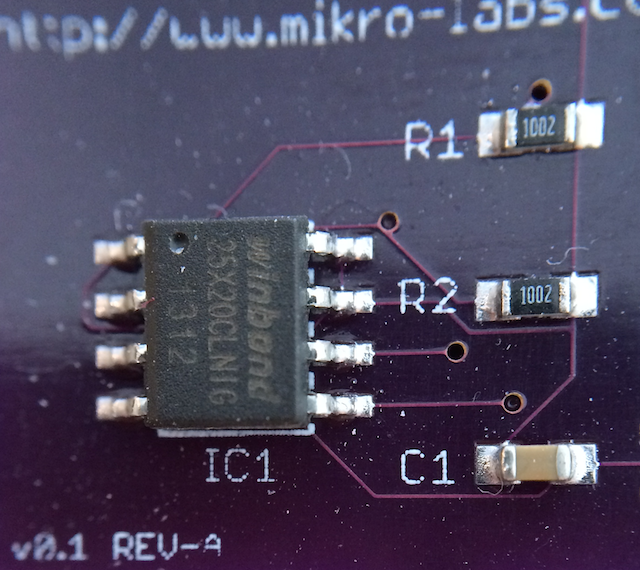 http://www.mikro-labs.co
R1
1002
R2
1002
winbond
25X20CLNIG
1312
IC1
C1
v0.1 REV-A